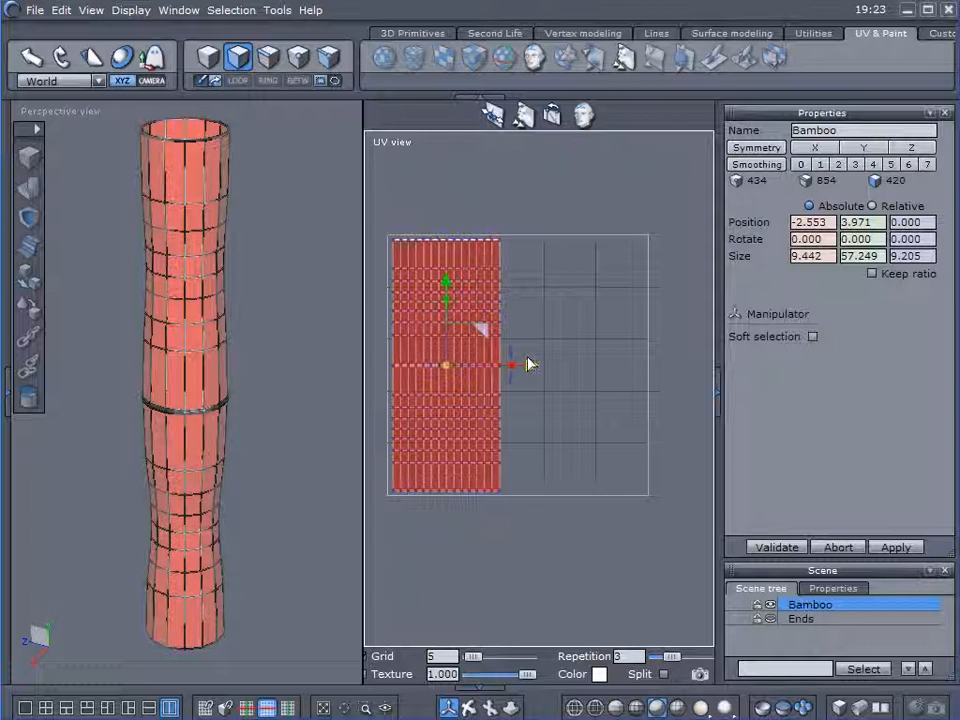 File Edit View Display Window Selection Tools Help 19:23
3D Primitives Second Life Vertex modeling Lines Surface modeling Utilities UV & Paint Custo
World XYZ CAMERA LOOP RING BETW
Perspective view
UV view
Properties
Name Bamboo
Symmetry X Y Z
Smoothing 0 1 2 3 4 5 6 7
434 854 420
Absolute Relative
Position -2.553 3.971 0.000
Rotate 0.000 0.000 0.000
Size 9.442 57.249 9.205
Keep ratio
Manipulator
Soft selection
Validate Abort Apply
Scene
Scene tree Properties
Bamboo
Ends
Select
Grid 5 Repetition 3
Texture 1.000 Color Split
Z